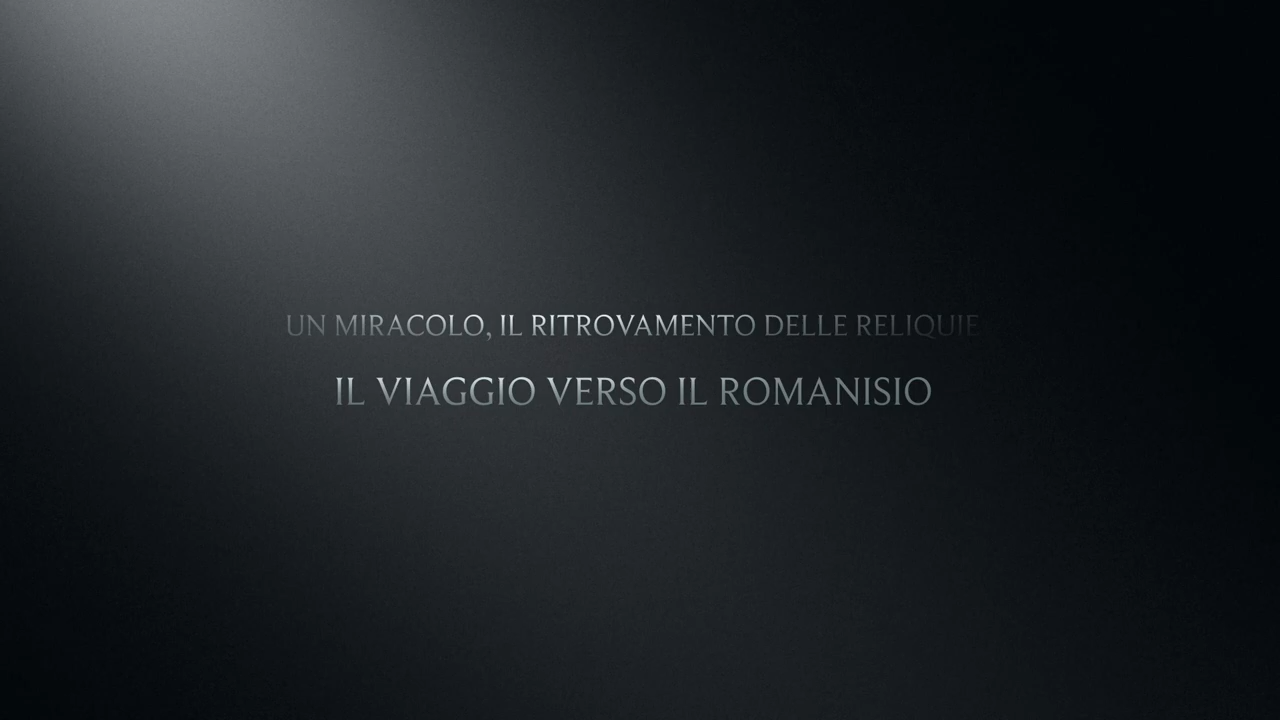 UN MIRACOLO, IL RITROVAMENTO DELLE RELIQUIE
IL VIAGGIO VERSO IL ROMANISIO